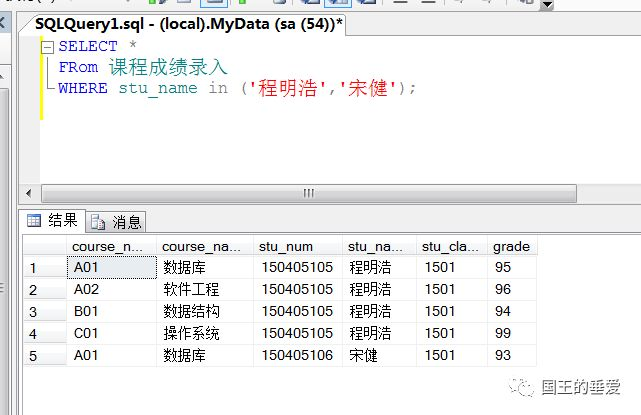 SQLQuery1.sql - (local).MyData (sa (54))*
SELECT *
FRom 课程成绩录入
WHERE stu_name in ('程明浩','宋健');
结果 消息
course_n... course_na... stu_num stu_na... stu_cla... grade
1 A01 数据库 150405105 程明浩 1501 95
2 A02 软件工程 150405105 程明浩 1501 96
3 B01 数据结构 150405105 程明浩 1501 94
4 C01 操作系统 150405105 程明浩 1501 99
5 A01 数据库 150405106 宋健 1501 93
国王的垂爱